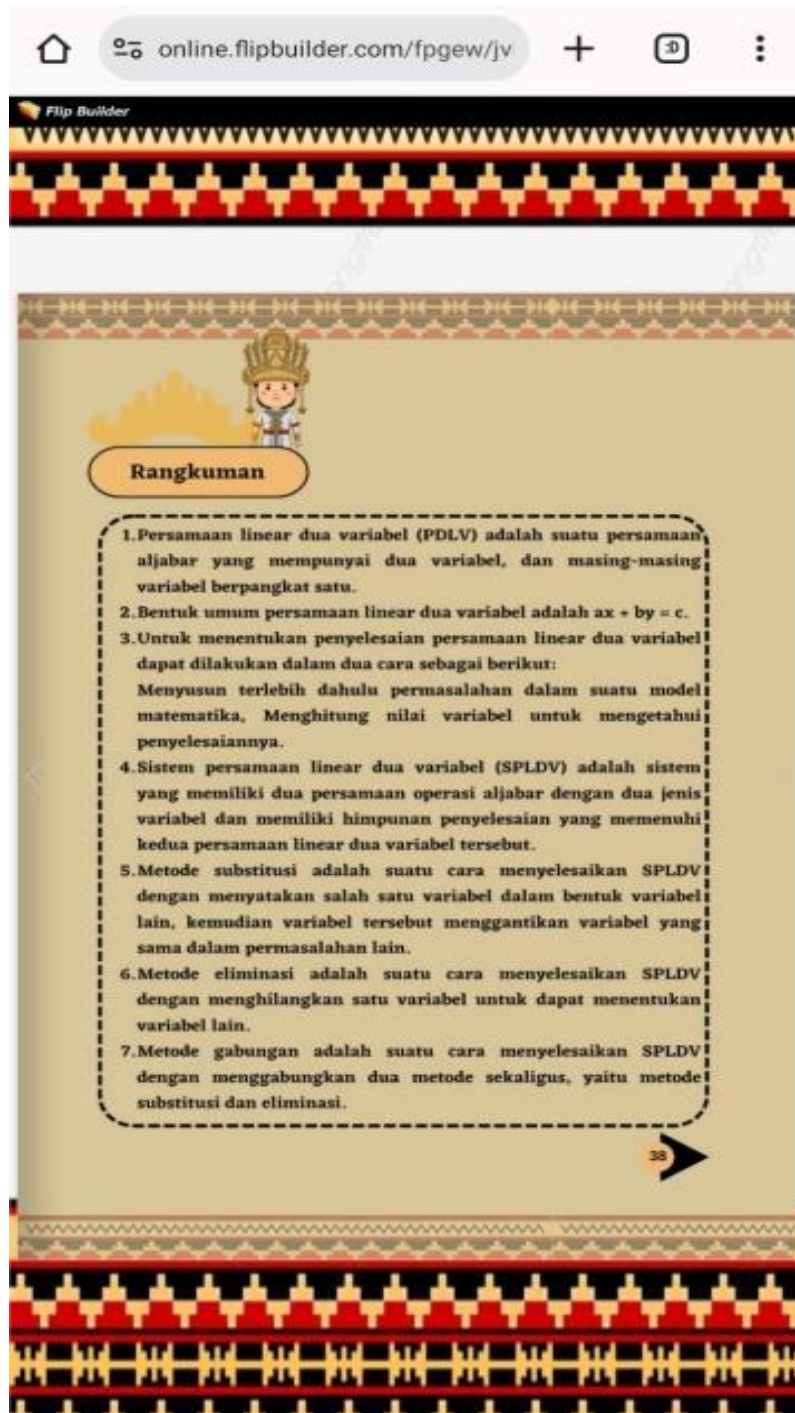 online.flipbuilder.com/fpgew/jv
:D
Flip Builder
Rangkuman
1.Persamaan linear dua variabel (PDLV) adalah suatu persamaan
aljabar yang mempunyai dua variabel, dan masing-masing
variabel berpangkat satu.
2.Bentuk umum persamaan linear dua variabel adalah ax + by = c.
3.Untuk menentukan penyelesaian persamaan linear dua variabel
dapat dilakukan dalam dua cara sebagai berikut:
Menyusun terlebih dahulu permasalahan dalam suatu model
matematika, Menghitung nilai variabel untuk mengetahui
penyelesaiannya.
4.Sistem persamaan linear dua variabel (SPLDV) adalah sistem
yang memiliki dua persamaan operasi aljabar dengan dua jenis
variabel dan memiliki himpunan penyelesaian yang memenuhi
kedua persamaan linear dua variabel tersebut.
5.Metode substitusi adalah suatu cara menyelesaikan SPLDV
dengan menyatakan salah satu variabel dalam bentuk variabel
lain, kemudian variabel tersebut menggantikan variabel yang
sama dalam permasalahan lain.
6.Metode eliminasi adalah suatu cara menyelesaikan SPLDV
dengan menghilangkan satu variabel untuk dapat menentukan
variabel lain.
7.Metode gabungan adalah suatu cara menyelesaikan SPLDV
dengan menggabungkan dua metode sekaligus, yaitu metode
substitusi dan eliminasi.
38